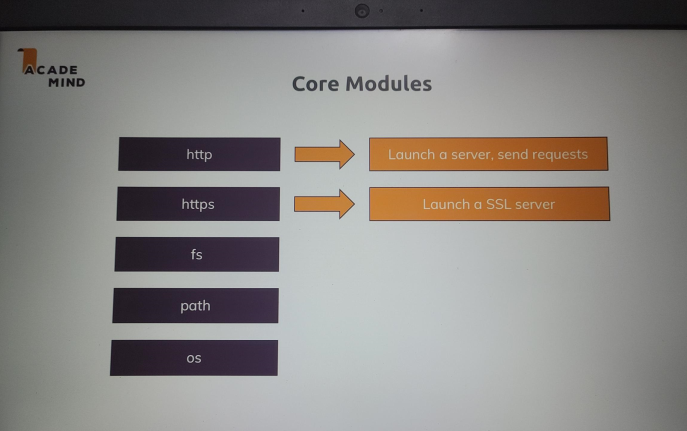 ACADE
MIND
Core Modules
http
Launch a server, send requests
https
Launch a SSL server
fs
path
os